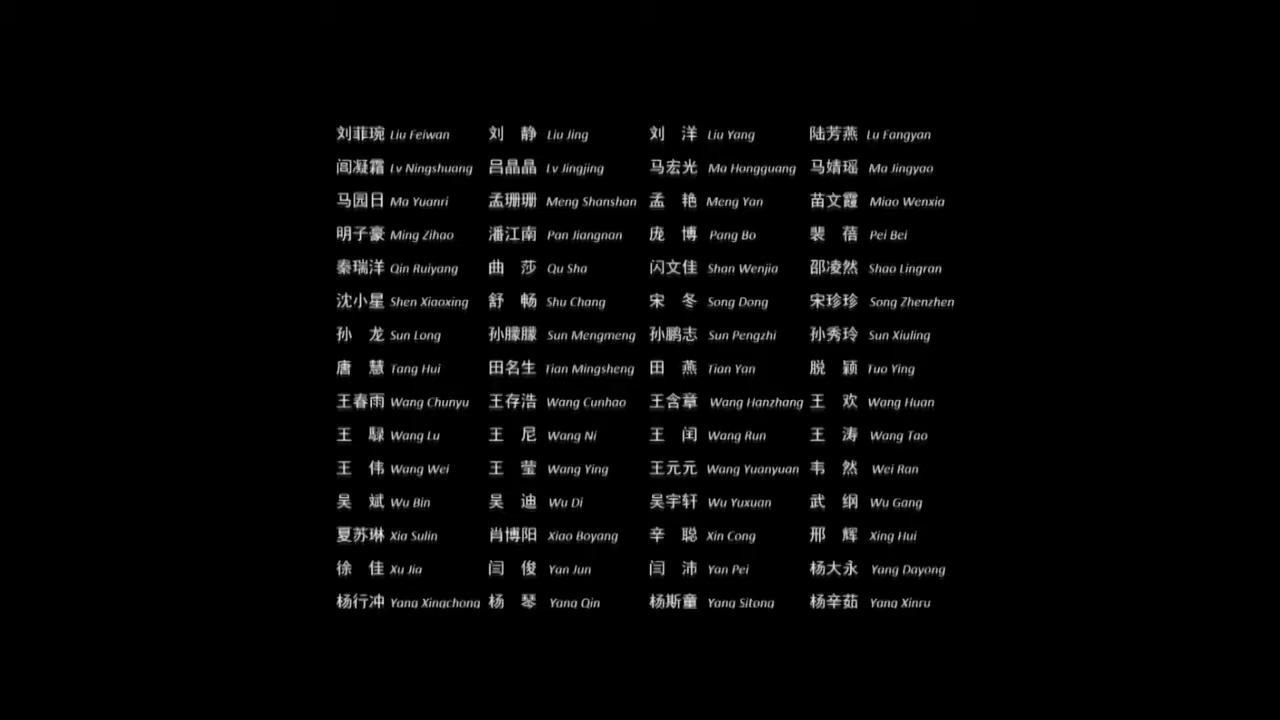 刘菲琬 Liu Feiwan 刘 静 Liu Jing 刘 洋 Liu Yang 陆芳燕 Lu Fangyan
闾凝霜 Lv Ningshuang 吕晶晶 Lv Jingjing 马宏光 Ma Hongguang 马婧瑶 Ma Jingyao
马园日 Ma Yuanri 孟珊珊 Meng Shanshan 孟 艳 Meng Yan 苗文霞 Miao Wenxia
明子豪 Ming Zihao 潘江南 Pan Jiangnan 庞 博 Pang Bo 裴 蓓 Pei Bei
秦瑞洋 Qin Ruiyang 曲 莎 Qu Sha 闪文佳 Shan Wenjia 邵凌然 Shao Lingran
沈小星 Shen Xiaoxing 舒 畅 Shu Chang 宋 冬 Song Dong 宋珍珍 Song Zhenzhen
孙 龙 Sun Long 孙朦朦 Sun Mengmeng 孙鹏志 Sun Pengzhi 孙秀玲 Sun Xiuling
唐 慧 Tang Hui 田名生 Tian Mingsheng 田 燕 Tian Yan 脱 颖 Tuo Ying
王春雨 Wang Chunyu 王存浩 Wang Cunhao 王含章 Wang Hanzhang 王 欢 Wang Huan
王 騄 Wang Lu 王 尼 Wang Ni 王 闰 Wang Run 王 涛 Wang Tao
王 伟 Wang Wei 王 莹 Wang Ying 王元元 Wang Yuanyuan 韦 然 Wei Ran
吴 斌 Wu Bin 吴 迪 Wu Di 吴宇轩 Wu Yuxuan 武 纲 Wu Gang
夏苏琳 Xia Sulin 肖博阳 Xiao Boyang 辛 聪 Xin Cong 邢 辉 Xing Hui
徐 佳 Xu Jia 闫 俊 Yan Jun 闫 沛 Yan Pei 杨大永 Yang Dayong
杨行冲 Yang Xingchong 杨 琴 Yang Qin 杨斯童 Yang Sitong 杨辛茹 Yang Xinru